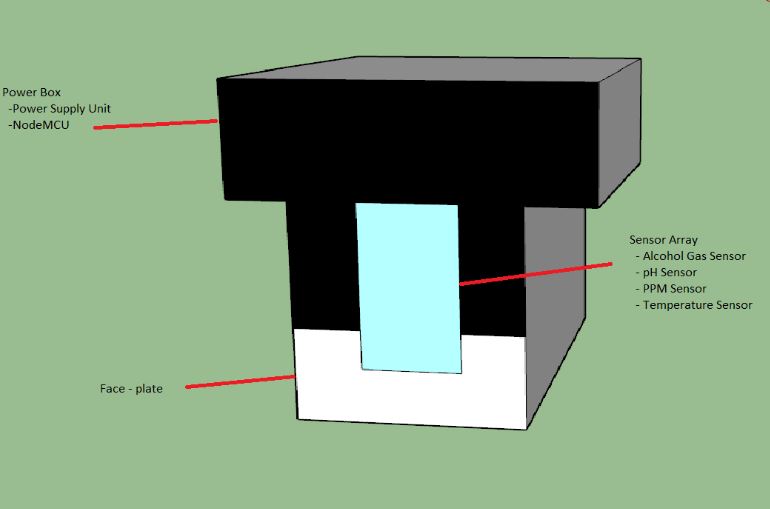 Power Box
-Power Supply Unit
-NodeMCU
Sensor Array
- Alcohol Gas Sensor
- pH Sensor
- PPM Sensor
- Temperature Sensor
Face - plate